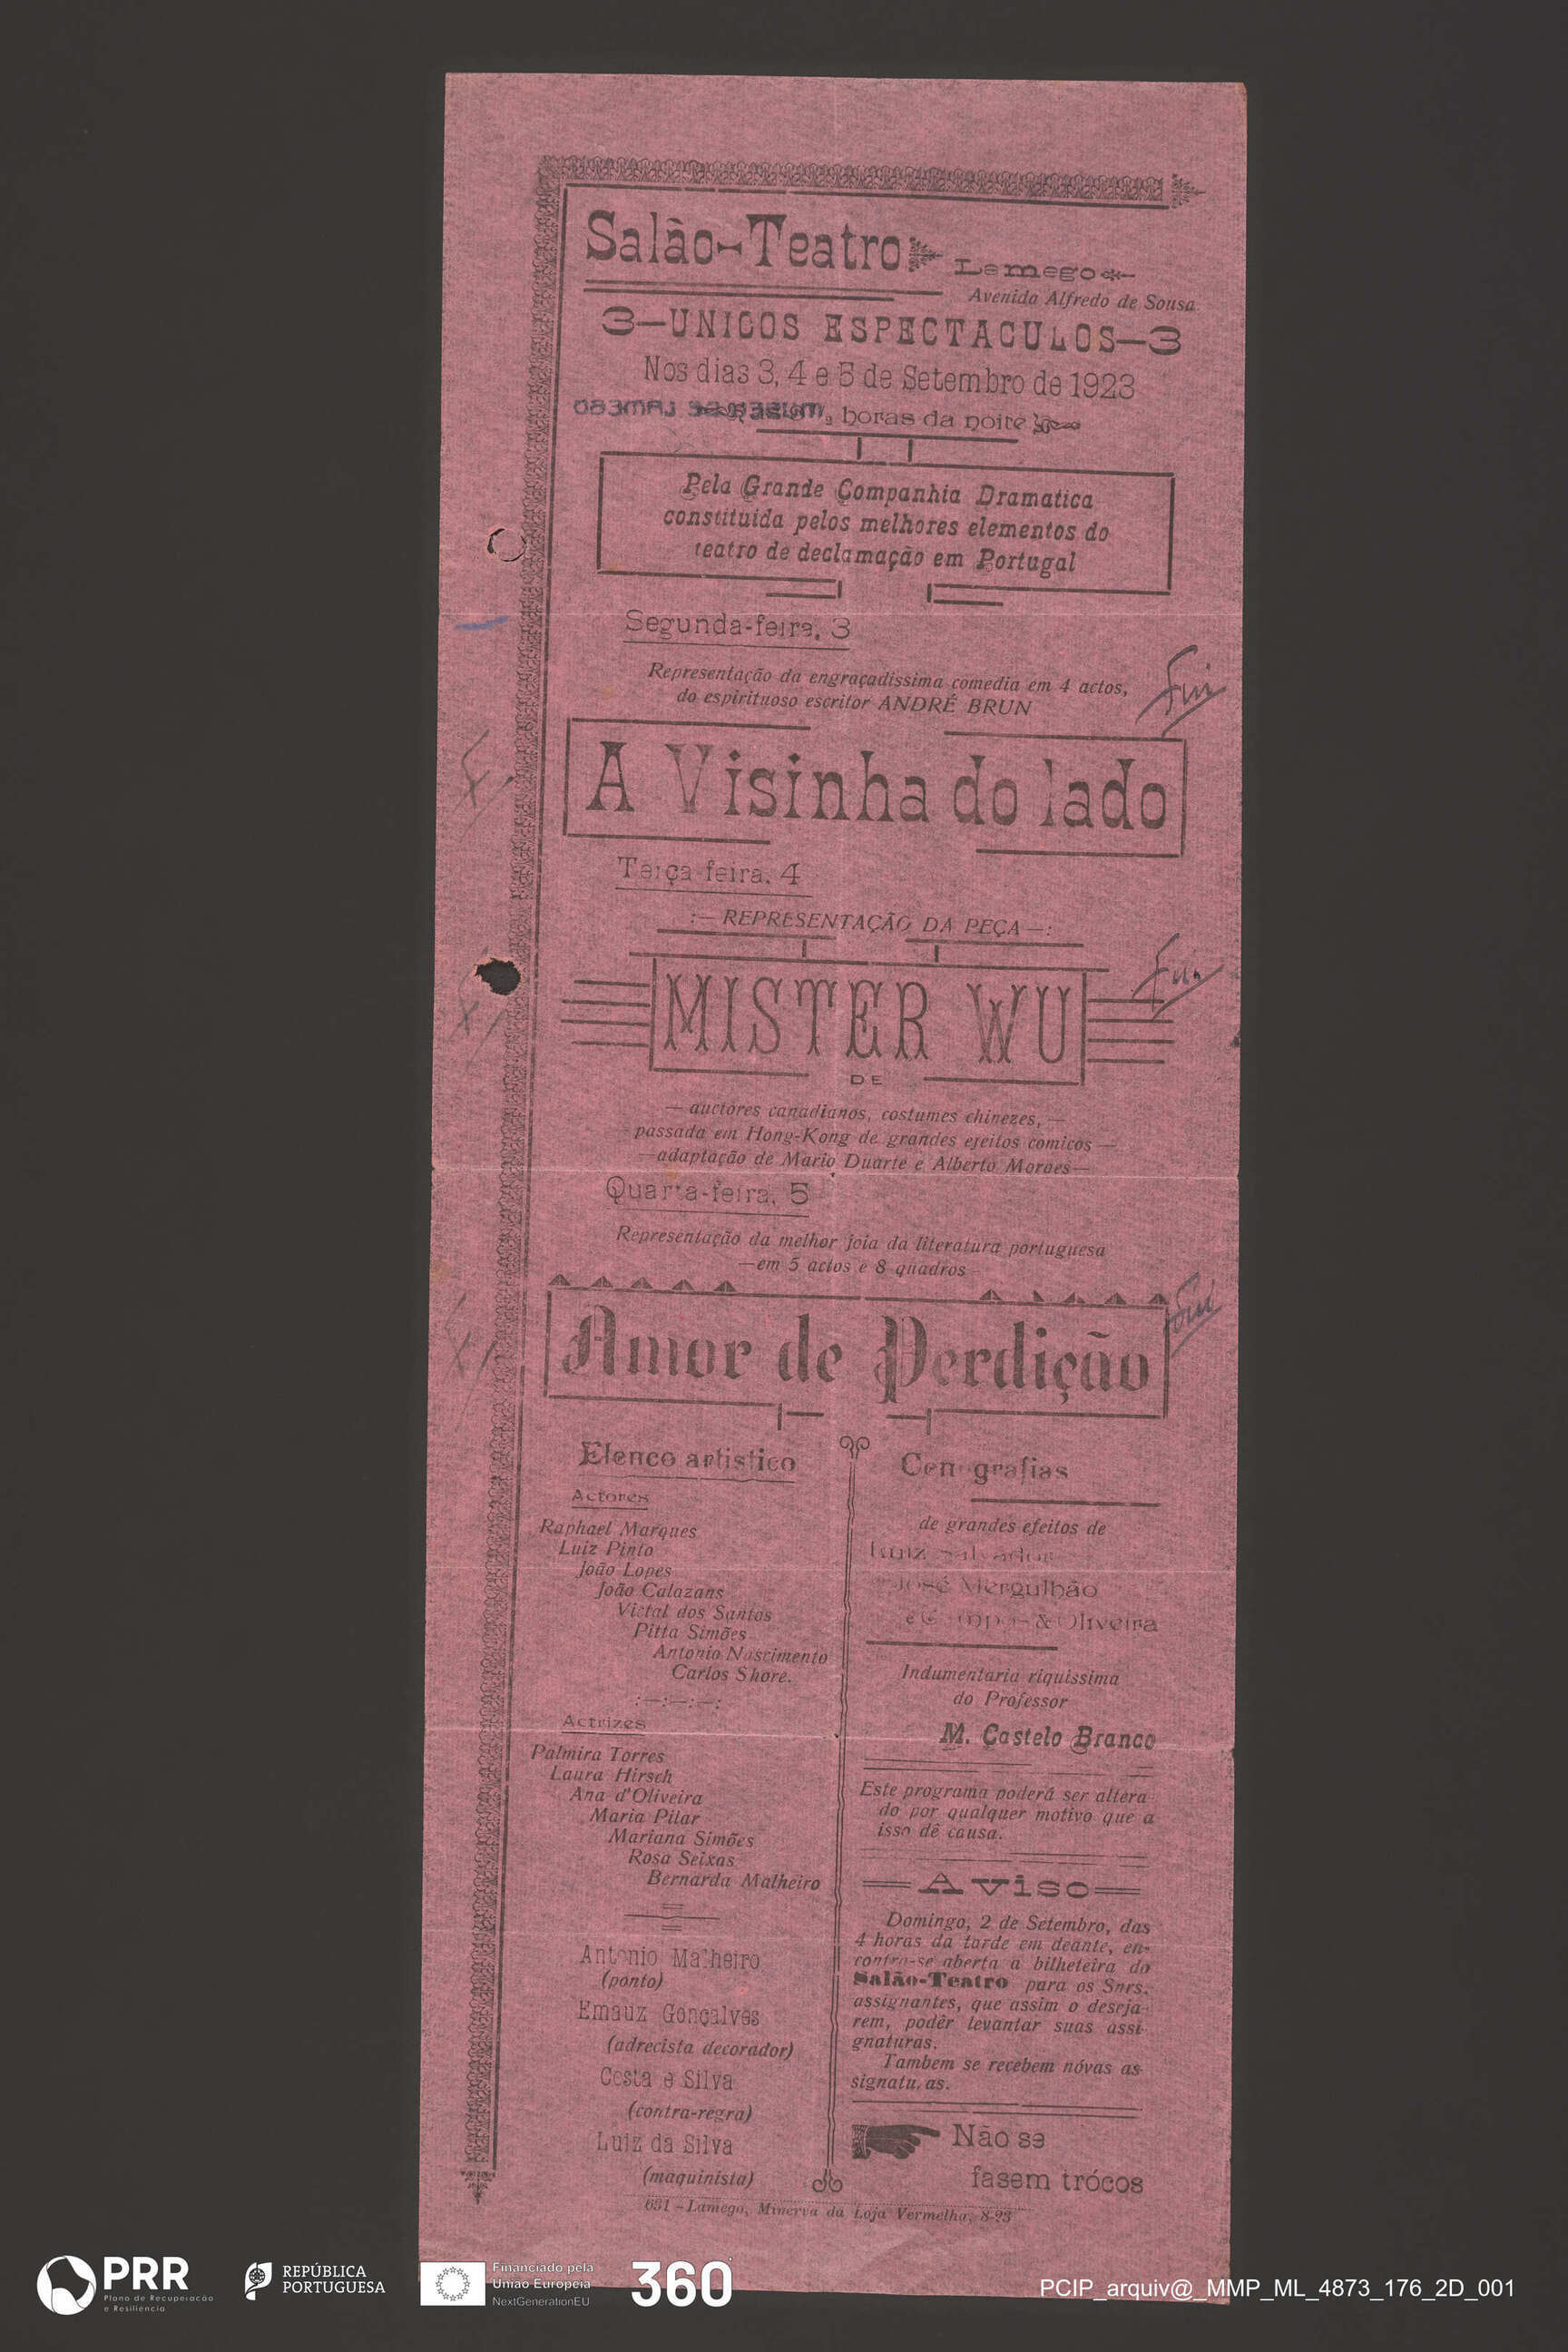 Salão-Teatro
Lamego
Avenida Alfredo de Sousa
3—UNICOS ESPECTACULOS—3
Nos dias 3, 4 e 5 de Setembro de 1923
horas da noite
Pela Grande Companhia Dramatica
constituida pelos melhores elementos do
teatro de declamação em Portugal
Segunda-feira, 3
Representação da engraçadissima comedia em 4 actos,
do espirituoso escritor ANDRÉ BRUN
Fui
A Visinha do lado
Terça feira, 4
:—REPRESENTAÇÃO DA PEÇA—:
Fui
MISTER WU
DE
— auctores canadianos, costumes chinezes, —
passada em Hong-Kong de grandes efeitos comicos —
—adaptação de Mario Duarte e Alberto Moraes—
Quarta-feira, 5
Representação da melhor joia da literatura portuguesa
—em 5 actos e 8 quadros
Fui
Amor de Perdição
Elenco artistico
Actores
Raphael Marques
Luiz Pinto
João Lopes
João Calazans
Victal dos Santos
Pitta Simões
Antonio Nascimento
Carlos Shore.
:—:—:—:
Actrizes
Palmira Torres
Laura Hirsch
Ana d'Oliveira
Maria Pilar
Mariana Simões
Rosa Seixas
Bernarda Malheiro
Antonio Malheiro
(ponto)
Emauz Gonçalves
(adrecista decorador)
Costa e Silva
(contra-regra)
Luiz da Silva
(maquinista)
Cenografias
de grandes efeitos de
Luiz Salvador
José Mergulhão
& Oliveira
Indumentaria riquissima
do Professor
M. Castelo Branco
Este programa poderá ser altera
do por qualquer motivo que a
isso dê causa.
Aviso
Domingo, 2 de Setembro, das
4 horas da tarde em deante, en-
contra-se aberta a bilheteira do
Salão-Teatro para os Snrs.
assignantes, que assim o deseja-
rem, podêr levantar suas assi-
gnaturas.
Tambem se recebem nóvas as-
signatu,as.
Não se
fasem trócos
631—Lamego, Minerva da Loja Vermelha, 8-23
PRR
Plano de Recuperação
e Resiliência
REPÚBLICA
PORTUGUESA
Financiado pela
União Europeia
NextGenerationEU
360
PCIP_arquiv@_MMP_ML_4873_176_2D_001